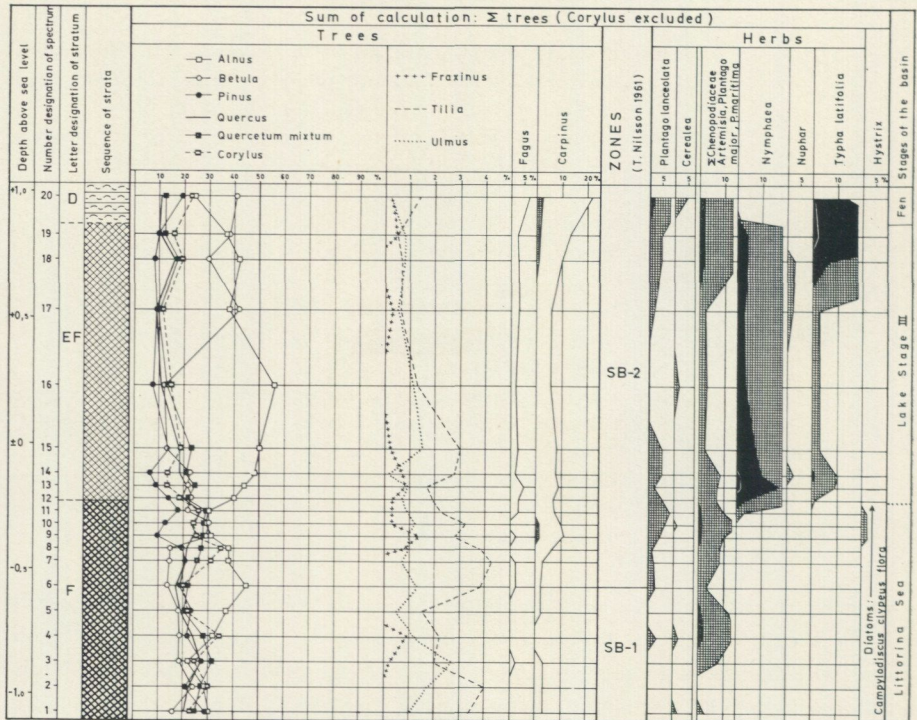 Sum of calculation: Σ trees (Corylus excluded)
Trees
Herbs
Depth above sea level
Number designation of spectrum
Letter designation of stratum
Sequence of strata
Alnus
Betula
Pinus
Quercus
Quercetum mixtum
Corylus
Fraxinus
Tilia
Ulmus
Fagus
Carpinus
ZONES
(T. Nilsson 1961)
Plantago lanceolata
Cerealea
ΣChenopodiaceae
Artemisia, Plantago
major, P.maritima
Nymphaea
Nuphar
Typha latifolia
Hystrix
Stages of the basin
10 20 30 40 50 60 70 80 90 % 1 2 3 4 % 5 % 10 20 % 5 5 10 10 5 10 5 %
+1,0 20 D Fen
19
18
+0,5 17
EF
16 SB-2 Lake Stage III
±0 15
14
13
12
11
10
9
8
-0,5 7
F
6
5
4 SB-1 Littorina Sea
3
-1,0 2
1
Diatoms:
Campylodiscus clypeus flora